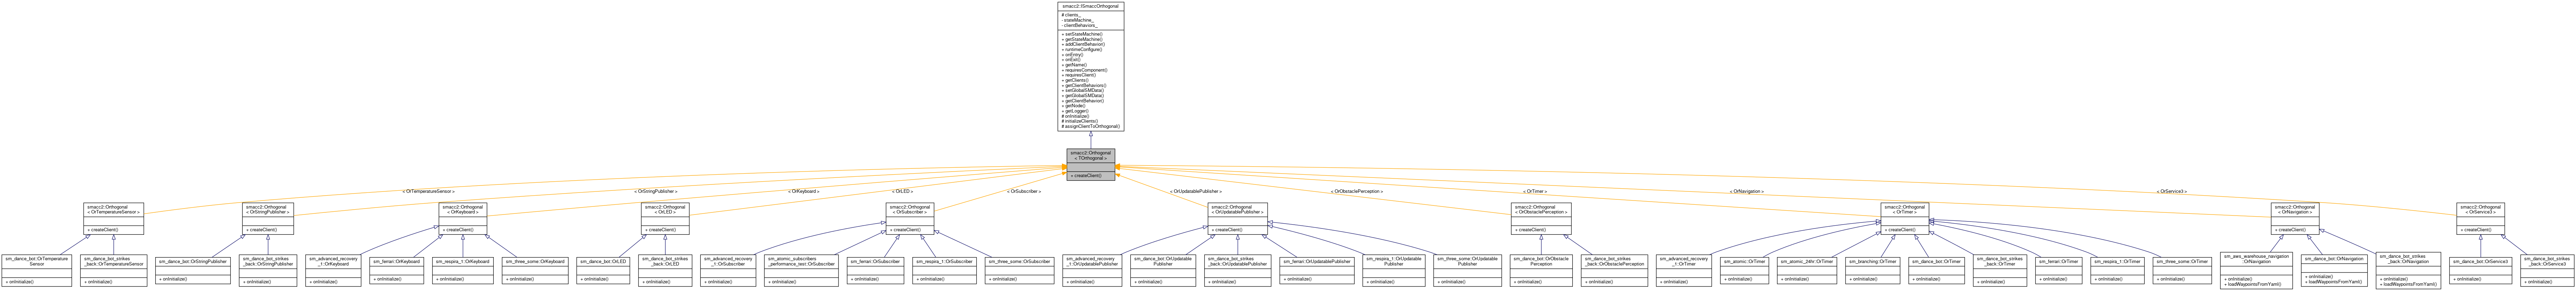 smacc2::ISmaccOrthogonal
# clients_
- stateMachine_
- clientBehaviors_
+ setStateMachine()
+ getStateMachine()
+ addClientBehavior()
+ runtimeConfigure()
+ onEntry()
+ onExit()
+ getName()
+ requiresComponent()
+ requiresClient()
+ getClients()
+ getClientBehaviors()
+ setGlobalSMData()
+ getGlobalSMData()
+ getClientBehavior()
+ getNode()
+ getLogger()
# onInitialize()
# initializeClients()
# assignClientToOrthogonal()
smacc2::Orthogonal
< TOrthogonal >
+ createClient()
< OrTemperatureSensor >
< OrStringPublisher >
< OrKeyboard >
< OrLED >
< OrSubscriber >
< OrUpdatablePublisher >
< OrObstaclePerception >
< OrTimer >
< OrNavigation >
< OrService3 >
smacc2::Orthogonal
< OrTemperatureSensor >
+ createClient()
smacc2::Orthogonal
< OrStringPublisher >
+ createClient()
smacc2::Orthogonal
< OrKeyboard >
+ createClient()
smacc2::Orthogonal
< OrLED >
+ createClient()
smacc2::Orthogonal
< OrSubscriber >
+ createClient()
smacc2::Orthogonal
< OrUpdatablePublisher >
+ createClient()
smacc2::Orthogonal
< OrObstaclePerception >
+ createClient()
smacc2::Orthogonal
< OrTimer >
+ createClient()
smacc2::Orthogonal
< OrNavigation >
+ createClient()
smacc2::Orthogonal
< OrService3 >
+ createClient()
sm_dance_bot::OrTemperature
Sensor
+ onInitialize()
sm_dance_bot_strikes
_back::OrTemperatureSensor
+ onInitialize()
sm_dance_bot::OrStringPublisher
+ onInitialize()
sm_dance_bot_strikes
_back::OrStringPublisher
+ onInitialize()
sm_advanced_recovery
_1::OrKeyboard
+ onInitialize()
sm_ferrari::OrKeyboard
+ onInitialize()
sm_respira_1::OrKeyboard
+ onInitialize()
sm_three_some::OrKeyboard
+ onInitialize()
sm_dance_bot::OrLED
+ onInitialize()
sm_dance_bot_strikes
_back::OrLED
+ onInitialize()
sm_advanced_recovery
_1::OrSubscriber
+ onInitialize()
sm_atomic_subscribers
_performance_test::OrSubscriber
+ onInitialize()
sm_ferrari::OrSubscriber
+ onInitialize()
sm_respira_1::OrSubscriber
+ onInitialize()
sm_three_some::OrSubscriber
+ onInitialize()
sm_advanced_recovery
_1::OrUpdatablePublisher
+ onInitialize()
sm_dance_bot::OrUpdatable
Publisher
+ onInitialize()
sm_dance_bot_strikes
_back::OrUpdatablePublisher
+ onInitialize()
sm_ferrari::OrUpdatablePublisher
+ onInitialize()
sm_respira_1::OrUpdatable
Publisher
+ onInitialize()
sm_three_some::OrUpdatable
Publisher
+ onInitialize()
sm_dance_bot::OrObstacle
Perception
+ onInitialize()
sm_dance_bot_strikes
_back::OrObstaclePerception
+ onInitialize()
sm_advanced_recovery
_1::OrTimer
+ onInitialize()
sm_atomic::OrTimer
+ onInitialize()
sm_atomic_24hr::OrTimer
+ onInitialize()
sm_branching::OrTimer
+ onInitialize()
sm_dance_bot::OrTimer
+ onInitialize()
sm_dance_bot_strikes
_back::OrTimer
+ onInitialize()
sm_ferrari::OrTimer
+ onInitialize()
sm_respira_1::OrTimer
+ onInitialize()
sm_three_some::OrTimer
+ onInitialize()
sm_aws_warehouse_navigation
::OrNavigation
+ onInitialize()
+ loadWaypointsFromYaml()
sm_dance_bot::OrNavigation
+ onInitialize()
+ loadWaypointsFromYaml()
sm_dance_bot_strikes
_back::OrNavigation
+ onInitialize()
+ loadWaypointsFromYaml()
sm_dance_bot::OrService3
+ onInitialize()
sm_dance_bot_strikes
_back::OrService3
+ onInitialize()